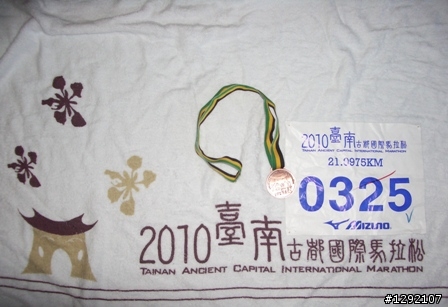 2010臺南古都國際馬拉松
TAINAN ANCIENT CAPITAL INTERNATIONAL MARATHON
21.0975KM
0325
MIZUNO
2010臺南古都國際馬拉松
TAINAN ANCIENT CAPITAL INTERNATIONAL MARATHON
#1292107